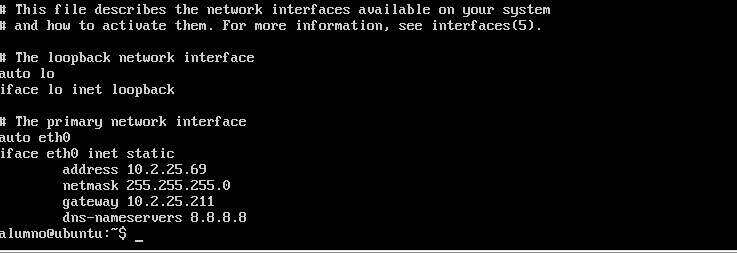 # This file describes the network interfaces available on your system
# and how to activate them. For more information, see interfaces(5).
# The loopback network interface
auto lo
iface lo inet loopback
# The primary network interface
auto eth0
iface eth0 inet static
address 10.2.25.69
netmask 255.255.255.0
gateway 10.2.25.211
dns-nameservers 8.8.8.8
alumno@ubuntu:~$ _